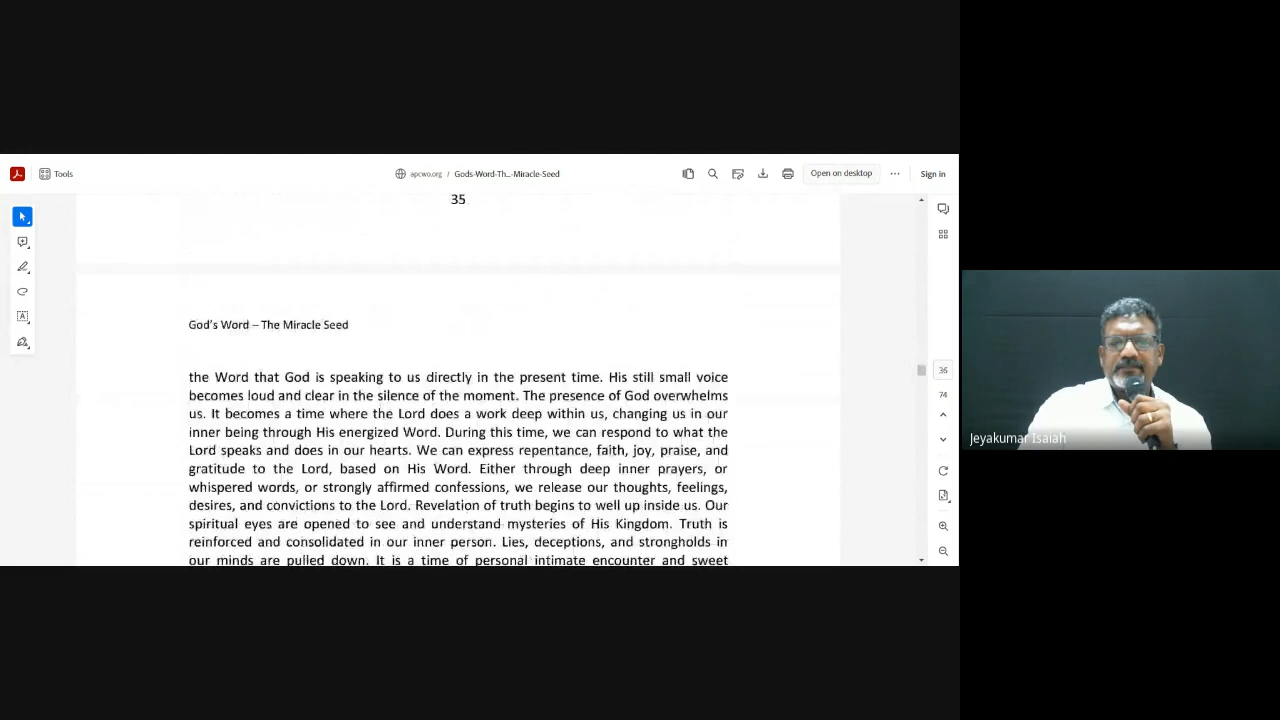 Tools
apcwo.org / Gods-Word-Th...-Miracle-Seed
Open on desktop
Sign in
35
God's Word – The Miracle Seed
the Word that God is speaking to us directly in the present time. His still small voice
becomes loud and clear in the silence of the moment. The presence of God overwhelms
us. It becomes a time where the Lord does a work deep within us, changing us in our
inner being through His energized Word. During this time, we can respond to what the
Lord speaks and does in our hearts. We can express repentance, faith, joy, praise, and
gratitude to the Lord, based on His Word. Either through deep inner prayers, or
whispered words, or strongly affirmed confessions, we release our thoughts, feelings,
desires, and convictions to the Lord. Revelation of truth begins to well up inside us. Our
spiritual eyes are opened to see and understand mysteries of His Kingdom. Truth is
reinforced and consolidated in our inner person. Lies, deceptions, and strongholds in
our minds are pulled down. It is a time of personal intimate encounter and sweet
36
74
Jeyakumar Isaiah